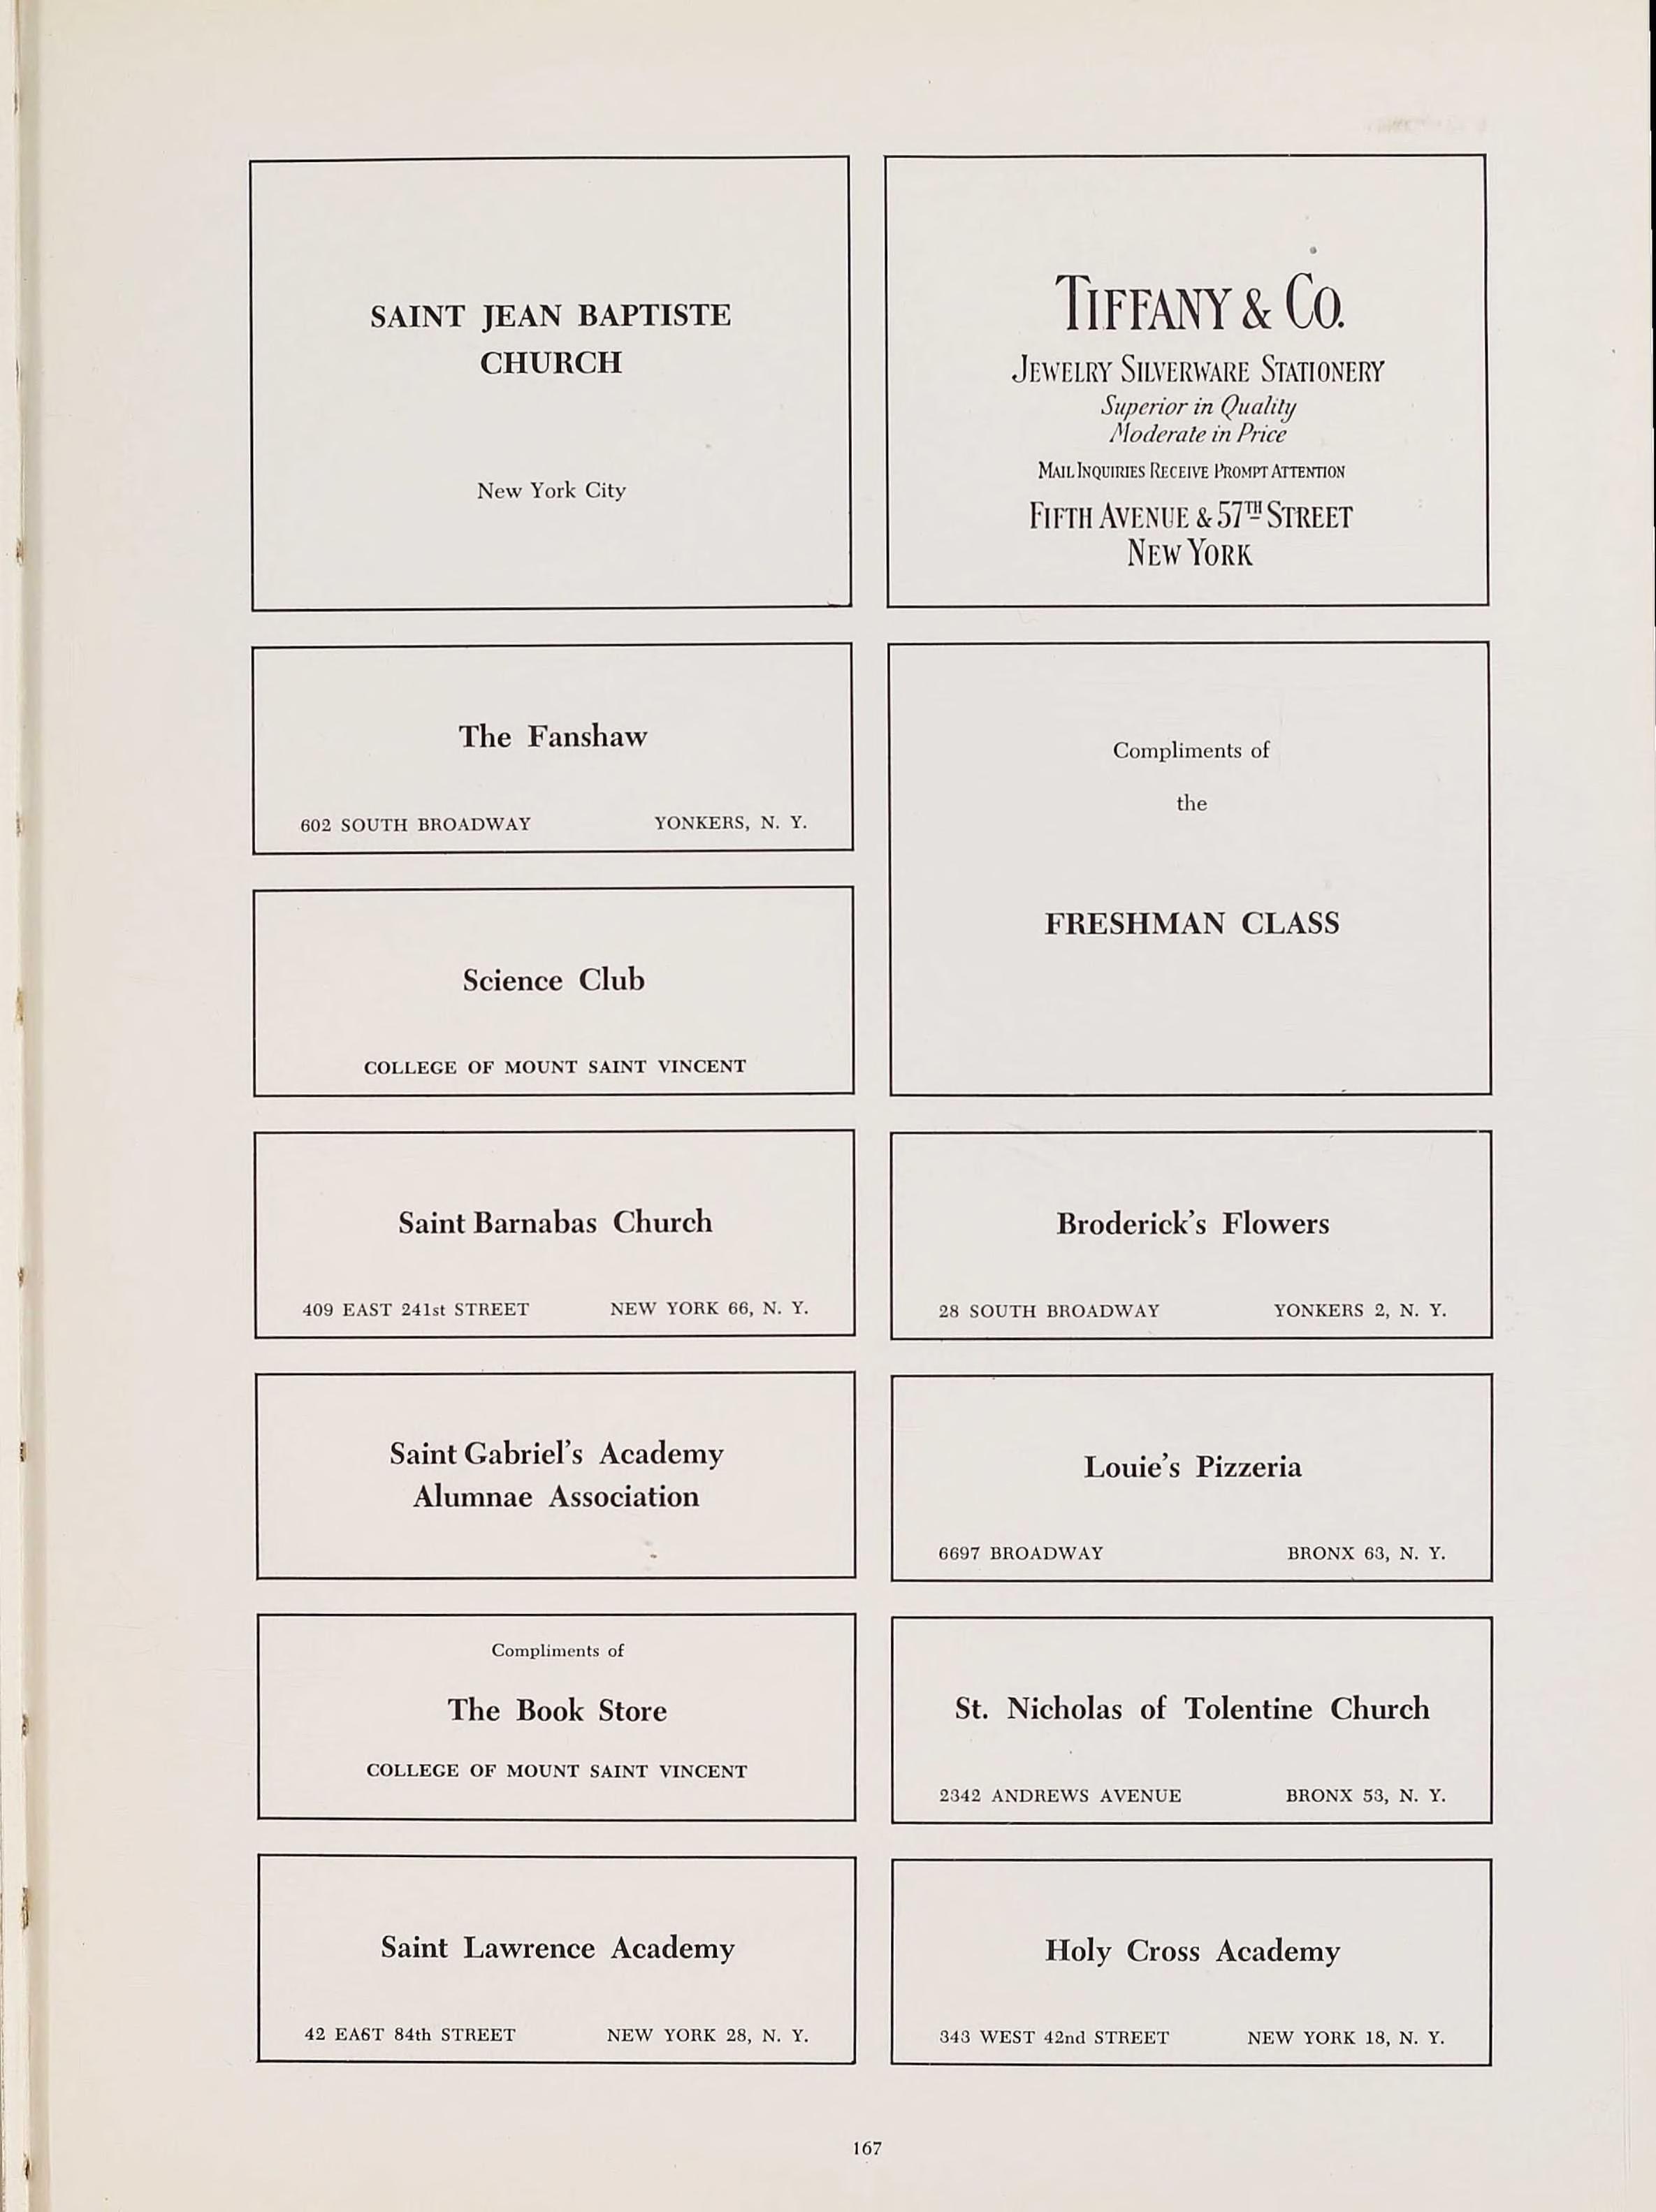 SAINT JEAN BAPTISTE
CHURCH
New York City
TIFFANY & CO.
JEWELRY SILVERWARE STATIONERY
Superior in Quality
Moderate in Price
MAIL INQUIRIES RECEIVE PROMPT ATTENTION
FIFTH AVENUE & 57TH STREET
NEW YORK
The Fanshaw
602 SOUTH BROADWAY YONKERS, N. Y.
Science Club
COLLEGE OF MOUNT SAINT VINCENT
Compliments of
the
FRESHMAN CLASS
Saint Barnabas Church
409 EAST 241st STREET NEW YORK 66, N. Y.
Broderick's Flowers
28 SOUTH BROADWAY YONKERS 2, N. Y.
Saint Gabriel's Academy
Alumnae Association
Louie's Pizzeria
6697 BROADWAY BRONX 63, N. Y.
Compliments of
The Book Store
COLLEGE OF MOUNT SAINT VINCENT
St. Nicholas of Tolentine Church
2342 ANDREWS AVENUE BRONX 53, N. Y.
Saint Lawrence Academy
42 EAST 84th STREET NEW YORK 28, N. Y.
Holy Cross Academy
343 WEST 42nd STREET NEW YORK 18, N. Y.
167